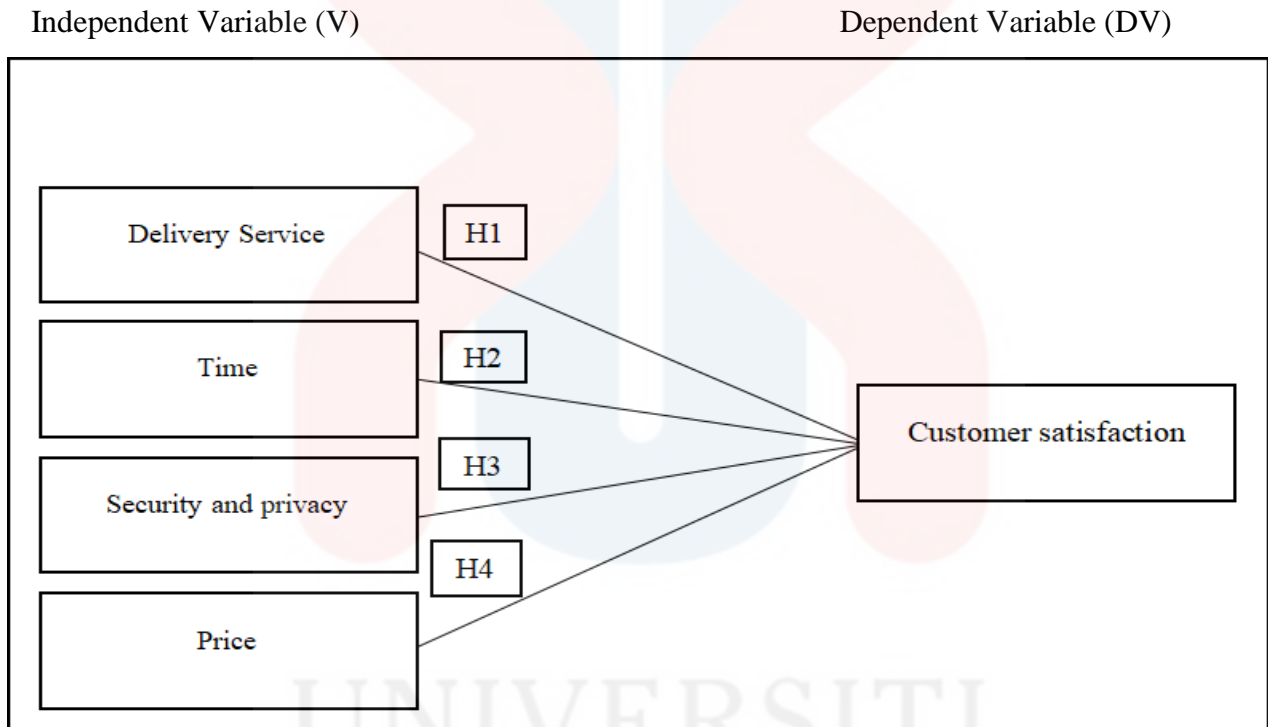 Independent Variable (V)
Dependent Variable (DV)
Delivery Service
H1
Time
H2
Customer satisfaction
Security and privacy
H3
H4
Price
UNIVERSITI